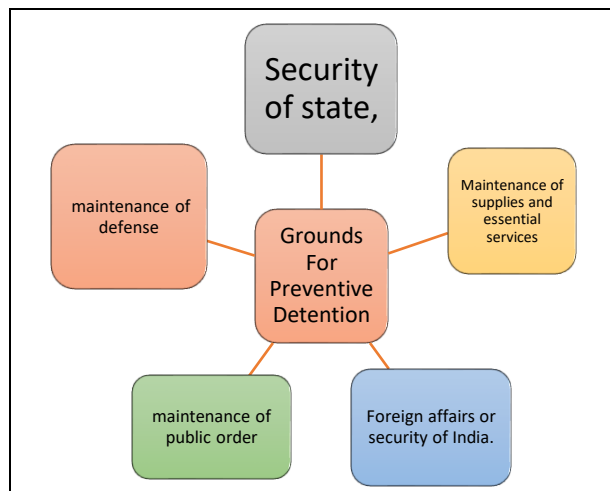 Security
of state,
maintenance of
defense
Maintenance of
supplies and
essential
services
Grounds
For
Preventive
Detention
maintenance of
public order
Foreign affairs or
security of India.